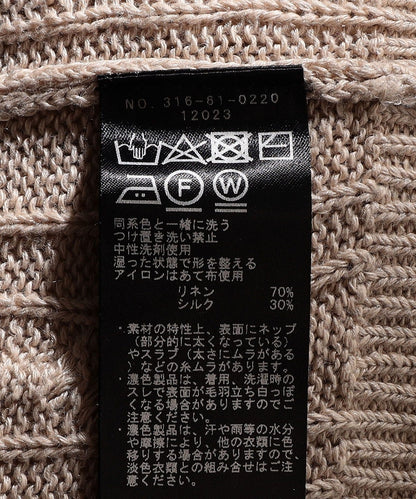 NO. 316-61-0220
12023
F W
同系色と一緒に洗う
つけ置き洗い禁止
中性洗剤使用
湿った状態で形を整える
アイロンはあて布使用
リネン 70%
シルク 30%
・素材の特性上、表面にネップ
(部分的に太くなっている)
やスラブ(太さにムラがある
)などの糸ムラがあります。
・濃色製品は、着用、洗濯時の
スレで表面が毛羽立ち白っぽ
くなる場合がありますのでご
注意ください。
・濃色製品は、汗や雨等の水分
や摩擦により、他の衣類に色
移りする場合がありますので、
淡色衣類との組み合せはご注
意ください。